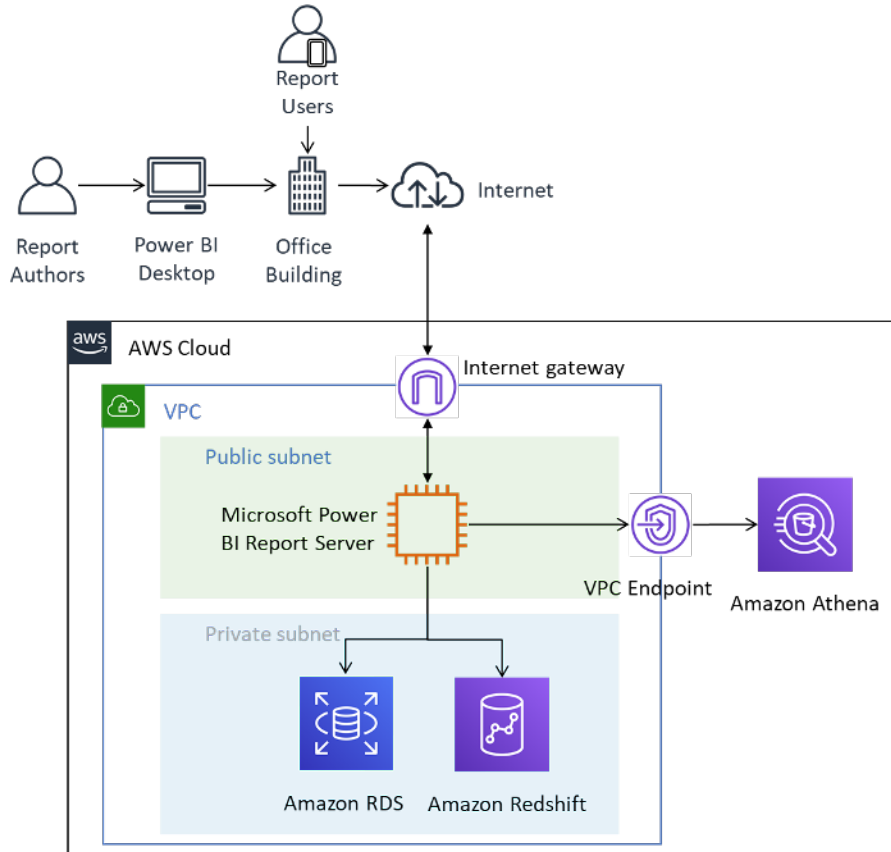 Report
Users
Internet
Report
Authors
Power BI
Desktop
Office
Building
aws
AWS Cloud
Internet gateway
VPC
Public subnet
Microsoft Power
BI Report Server
VPC Endpoint
Amazon Athena
Private subnet
Amazon RDS
Amazon Redshift